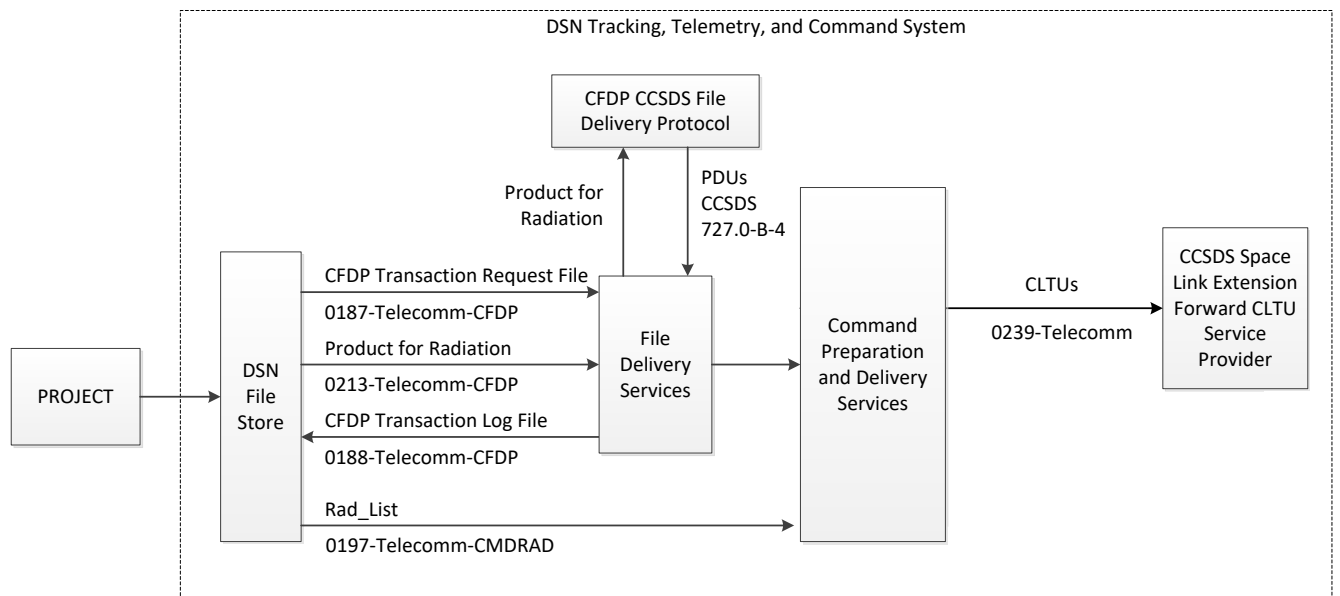 DSN Tracking, Telemetry, and Command System
CFDP CCSDS File
Delivery Protocol
Product for
Radiation
PDUs
CCSDS
727.0-B-4
PROJECT
DSN
File
Store
CFDP Transaction Request File
0187-Telecomm-CFDP
Product for Radiation
0213-Telecomm-CFDP
CFDP Transaction Log File
0188-Telecomm-CFDP
Rad_List
0197-Telecomm-CMDRAD
File
Delivery
Services
Command
Preparation
and Delivery
Services
CLTUs
0239-Telecomm
CCSDS Space
Link Extension
Forward CLTU
Service
Provider